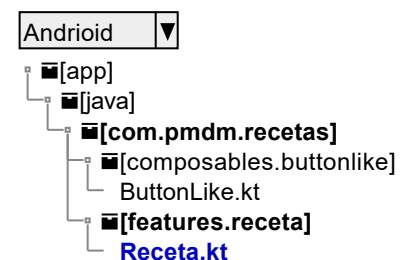 Andrioid
[app]
[java]
[com.pmdm.recetas]
[composables.buttonlike]
ButtonLike.kt
[features.receta]
Receta.kt